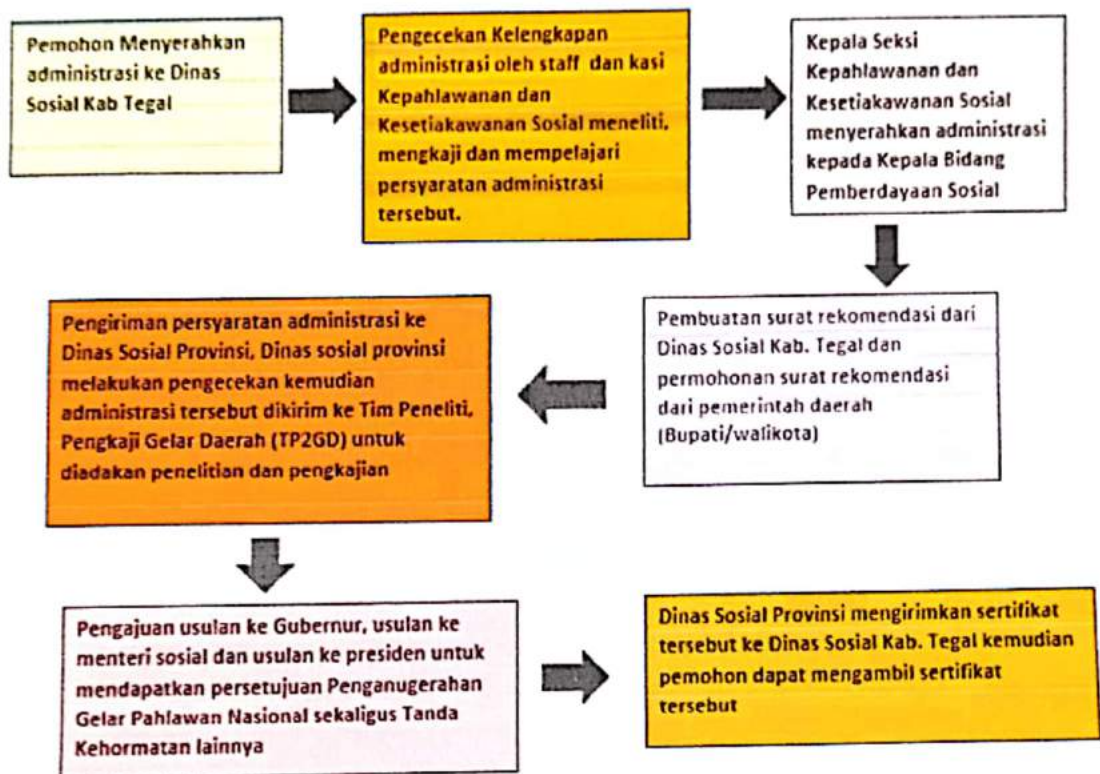 Pemohon Menyerahkan
administrasi ke Dinas
Sosial Kab Tegal
Pengecekan Kelengkapan
administrasi oleh staff dan kasi
Kepahlawanan dan
Kesetiakawanan Sosial meneliti,
mengkaji dan mempelajari
persyaratan administrasi
tersebut.
Kepala Seksi
Kepahlawanan dan
Kesetiakawanan Sosial
menyerahkan administrasi
kepada Kepala Bidang
Pemberdayaan Sosial
Pembuatan surat rekomendasi dari
Dinas Sosial Kab. Tegal dan
permohonan surat rekomendasi
dari pemerintah daerah
(Bupati/walikota)
Pengiriman persyaratan administrasi ke
Dinas Sosial Provinsi, Dinas sosial provinsi
melakukan pengecekan kemudian
administrasi tersebut dikirim ke Tim Peneliti,
Pengkaji Gelar Daerah (TP2GD) untuk
diadakan penelitian dan pengkajian
Pengajuan usulan ke Gubernur, usulan ke
menteri sosial dan usulan ke presiden untuk
mendapatkan persetujuan Penganugerahan
Gelar Pahlawan Nasional sekaligus Tanda
Kehormatan lainnya
Dinas Sosial Provinsi mengirimkan sertifikat
tersebut ke Dinas Sosial Kab. Tegal kemudian
pemohon dapat mengambil sertifikat
tersebut